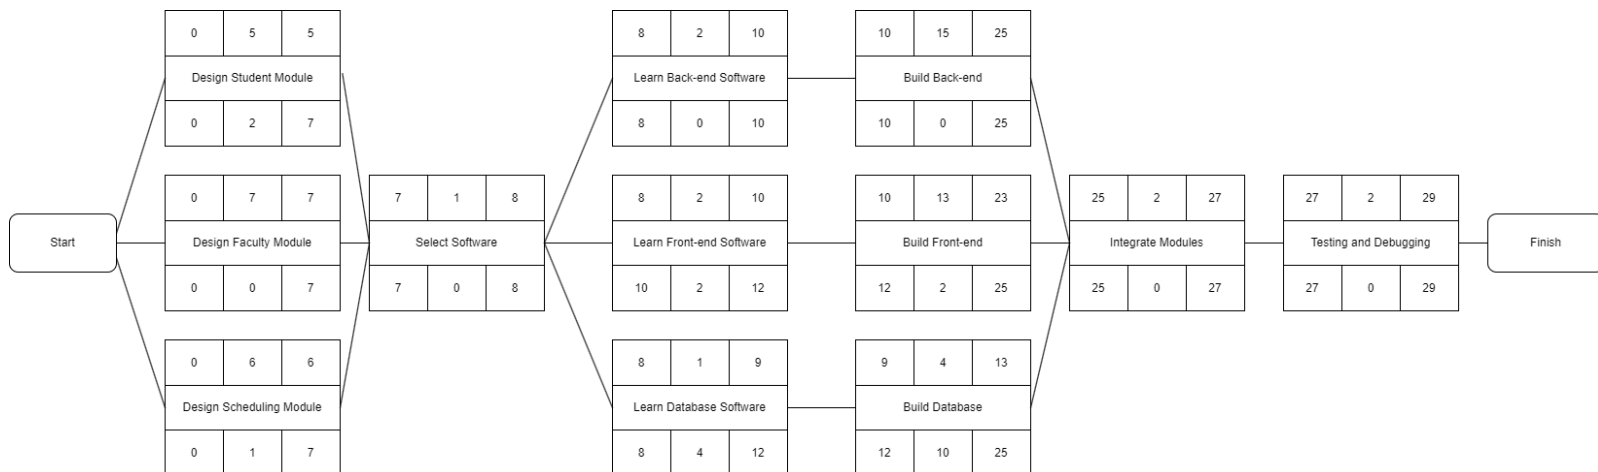 Start
0 5 5
Design Student Module
0 2 7
0 7 7
Design Faculty Module
0 0 7
0 6 6
Design Scheduling Module
0 1 7
7 1 8
Select Software
7 0 8
8 2 10
Learn Back-end Software
8 0 10
8 2 10
Learn Front-end Software
10 2 12
8 1 9
Learn Database Software
8 4 12
10 15 25
Build Back-end
10 0 25
10 13 23
Build Front-end
12 2 25
9 4 13
Build Database
12 10 25
25 2 27
Integrate Modules
25 0 27
27 2 29
Testing and Debugging
27 0 29
Finish